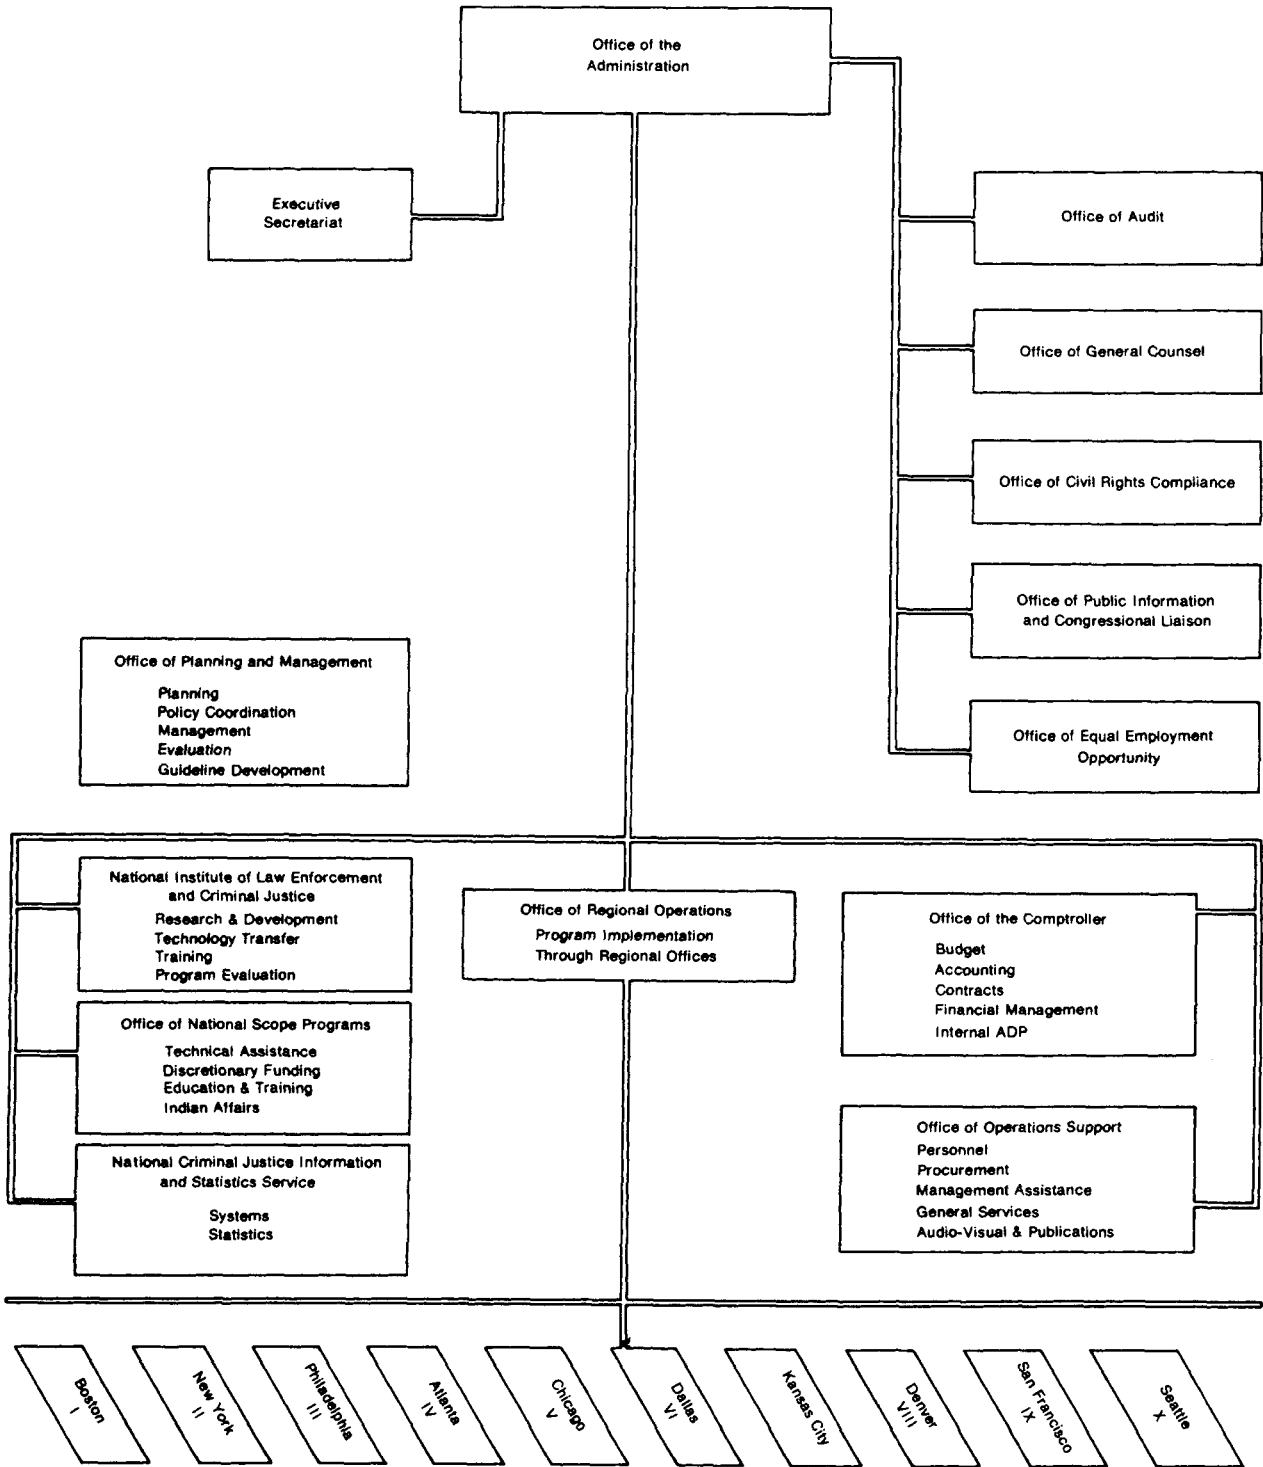 Office of the
Administration
Executive
Secretariat
Office of Audit
Office of General Counsel
Office of Civil Rights Compliance
Office of Public Information
and Congressional Liaison
Office of Equal Employment
Opportunity
Office of Planning and Management
Planning
Policy Coordination
Management
Evaluation
Guideline Development
National Institute of Law Enforcement
and Criminal Justice
Research & Development
Technology Transfer
Training
Program Evaluation
Office of National Scope Programs
Technical Assistance
Discretionary Funding
Education & Training
Indian Affairs
National Criminal Justice Information
and Statistics Service
Systems
Statistics
Office of Regional Operations
Program Implementation
Through Regional Offices
Office of the Comptroller
Budget
Accounting
Contracts
Financial Management
Internal ADP
Office of Operations Support
Personnel
Procurement
Management Assistance
General Services
Audio-Visual & Publications
Boston
I
New York
II
Philadelphia
III
Atlanta
IV
Chicago
V
Dallas
VI
Kansas City
Denver
VIII
San Francisco
IX
Seattle
X